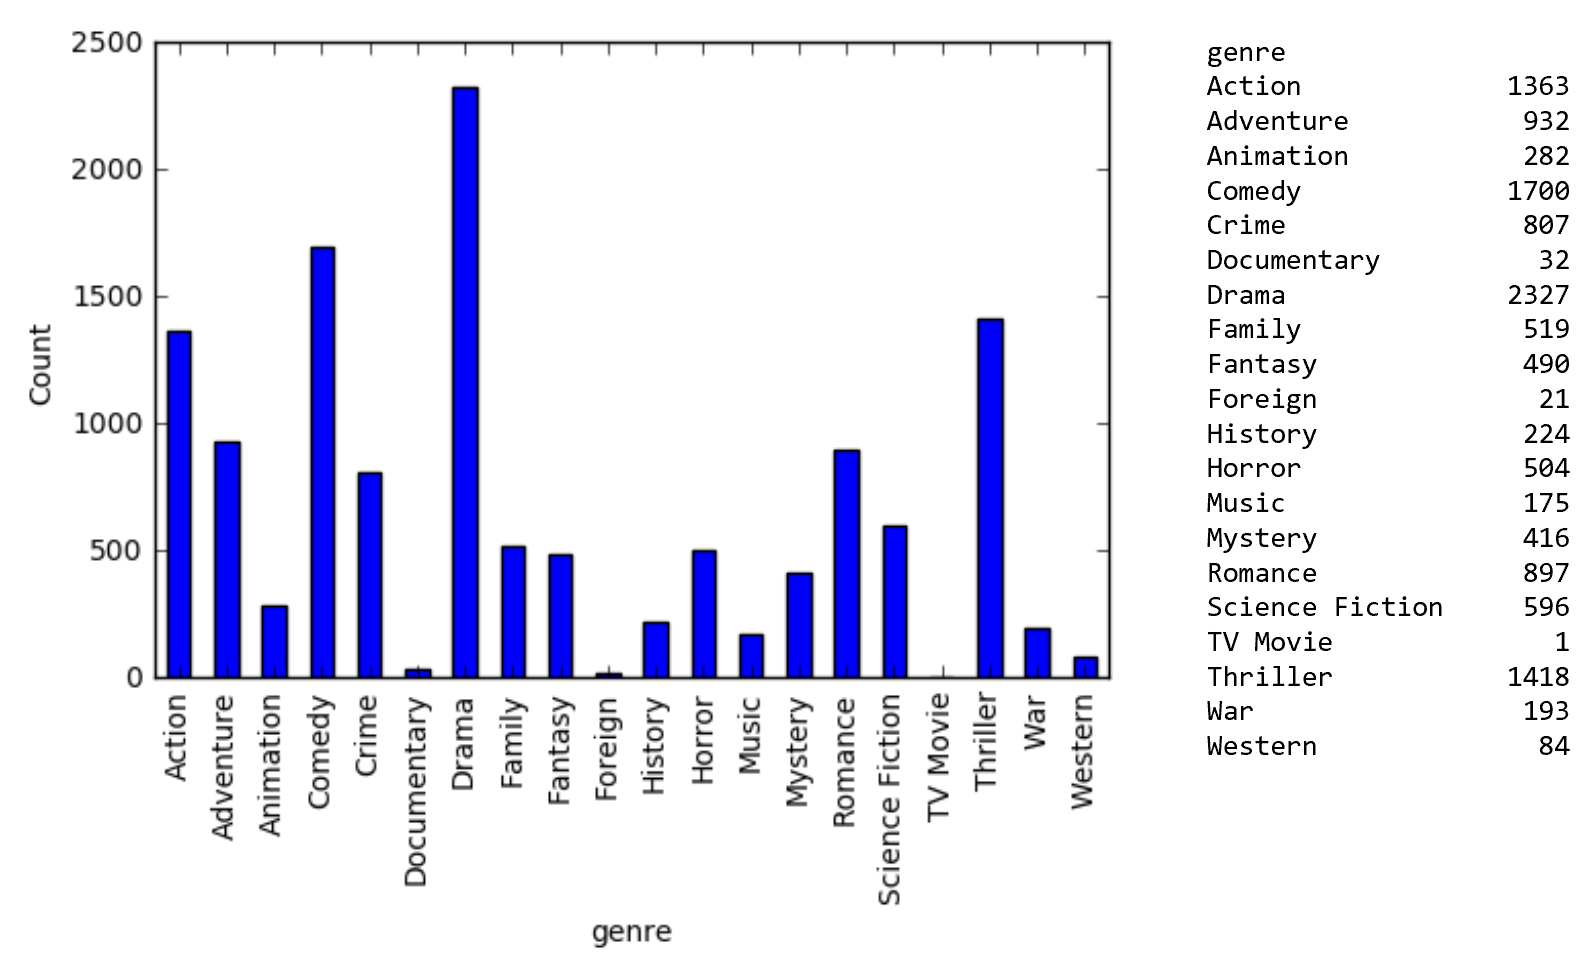 2500
2000
1500
1000
500
0
Count
Action
Adventure
Animation
Comedy
Crime
Documentary
Drama
Family
Fantasy
Foreign
History
Horror
Music
Mystery
Romance
Science Fiction
TV Movie
Thriller
War
Western
genre
genre
Action 1363
Adventure 932
Animation 282
Comedy 1700
Crime 807
Documentary 32
Drama 2327
Family 519
Fantasy 490
Foreign 21
History 224
Horror 504
Music 175
Mystery 416
Romance 897
Science Fiction 596
TV Movie 1
Thriller 1418
War 193
Western 84